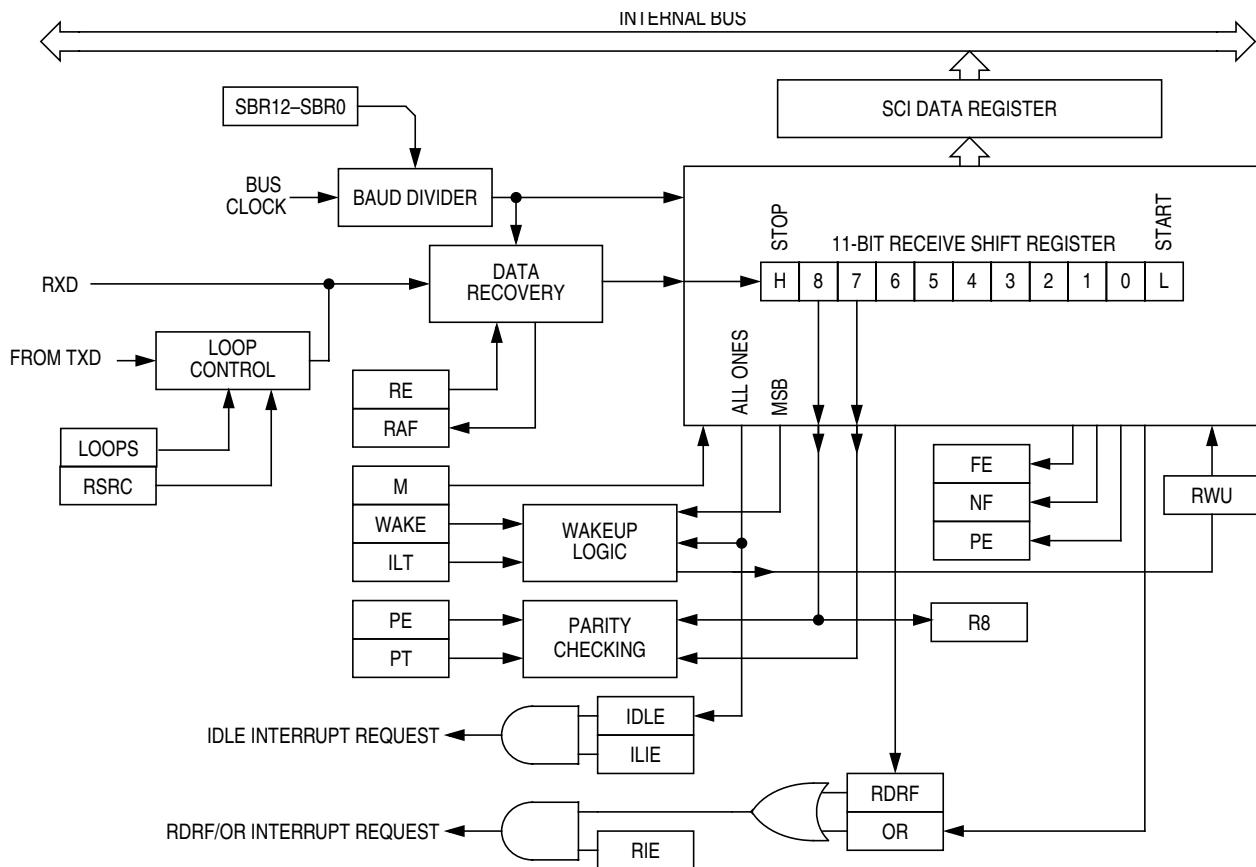 INTERNAL BUS
SBR12–SBR0
SCI DATA REGISTER
BUS
CLOCK
BAUD DIVIDER
STOP
11-BIT RECEIVE SHIFT REGISTER
START
RXD
DATA
RECOVERY
H 8 7 6 5 4 3 2 1 0 L
FROM TXD
LOOP
CONTROL
ALL ONES
MSB
RE
RAF
LOOPS
RSRC
M
WAKE
ILT
WAKEUP
LOGIC
FE
NF
PE
RWU
PE
PT
PARITY
CHECKING
R8
IDLE INTERRUPT REQUEST
IDLE
ILIE
RDRF/OR INTERRUPT REQUEST
RDRF
OR
RIE